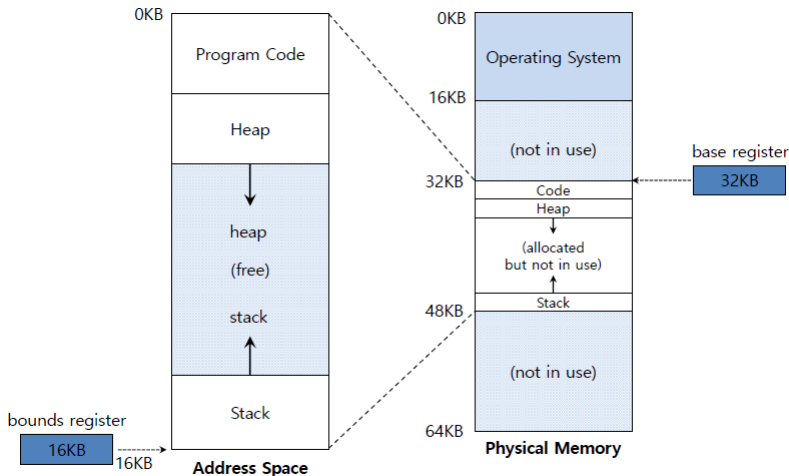 0KB
Program Code
Heap
heap
(free)
stack
Stack
bounds register
16KB
16KB
Address Space
0KB
Operating System
16KB
(not in use)
32KB
Code
Heap
(allocated
but not in use)
Stack
48KB
(not in use)
64KB
Physical Memory
base register
32KB